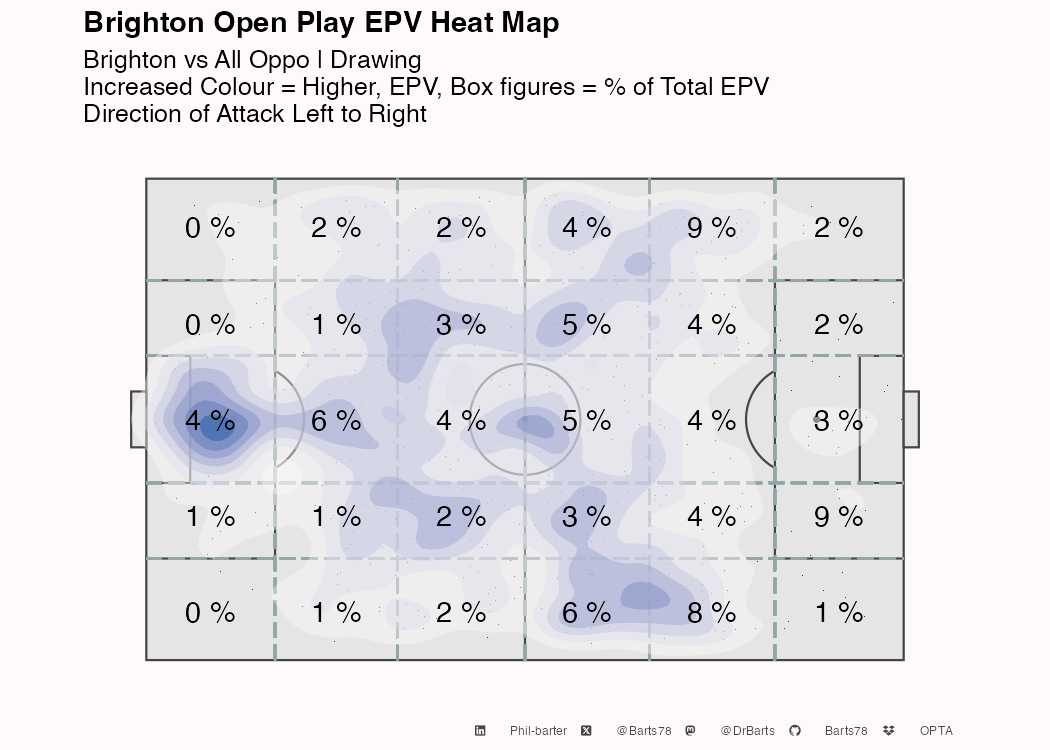 Brighton Open Play EPV Heat Map
Brighton vs All Oppo | Drawing
Increased Colour = Higher, EPV, Box figures = % of Total EPV
Direction of Attack Left to Right
0 % 2 % 2 % 4 % 9 % 2 %
0 % 1 % 3 % 5 % 4 % 2 %
4 % 6 % 4 % 5 % 4 % 3 %
1 % 1 % 2 % 3 % 4 % 9 %
0 % 1 % 2 % 6 % 8 % 1 %
Phil-barter @Barts78 @DrBarts Barts78 OPTA